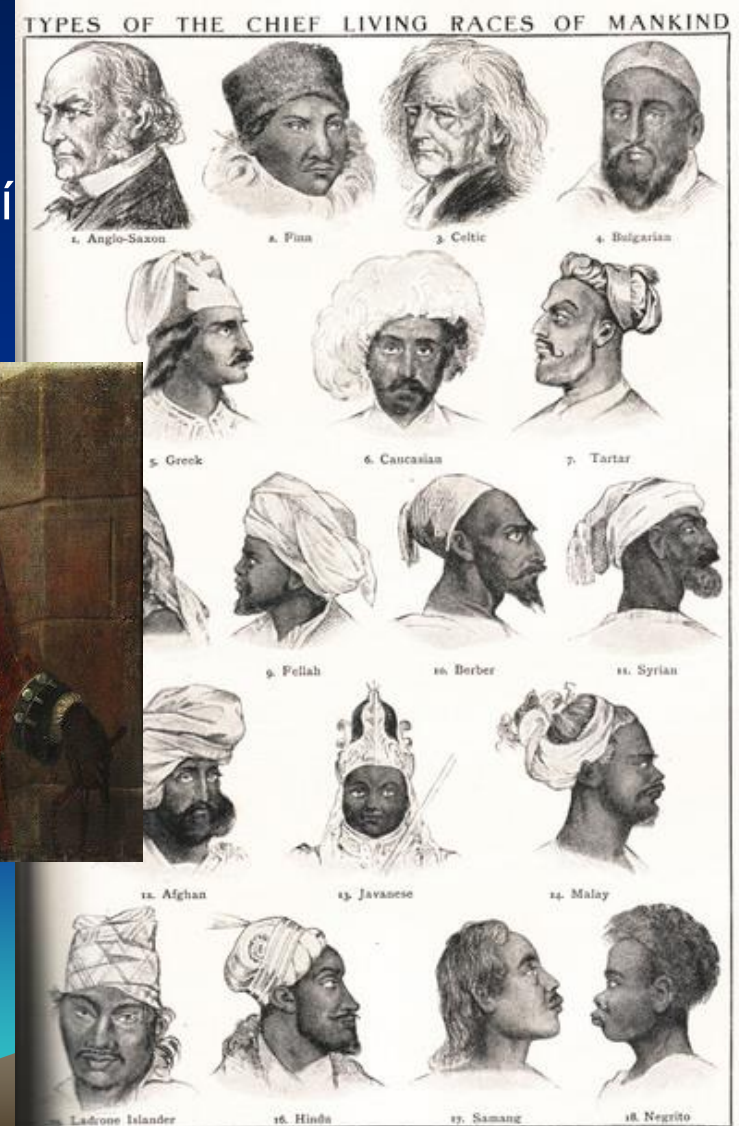 TYPES OF THE CHIEF LIVING RACES OF MANKIND
í
1. Anglo-Saxon
2. Finn
3. Celtic
4. Bulgarian
5. Greek
6. Caucasian
7. Tartar
9. Fellah
10. Berber
11. Syrian
12. Afghan
13. Javanese
14. Malay
Ladrone Islander
16. Hindu
17. Samang
18. Negrito